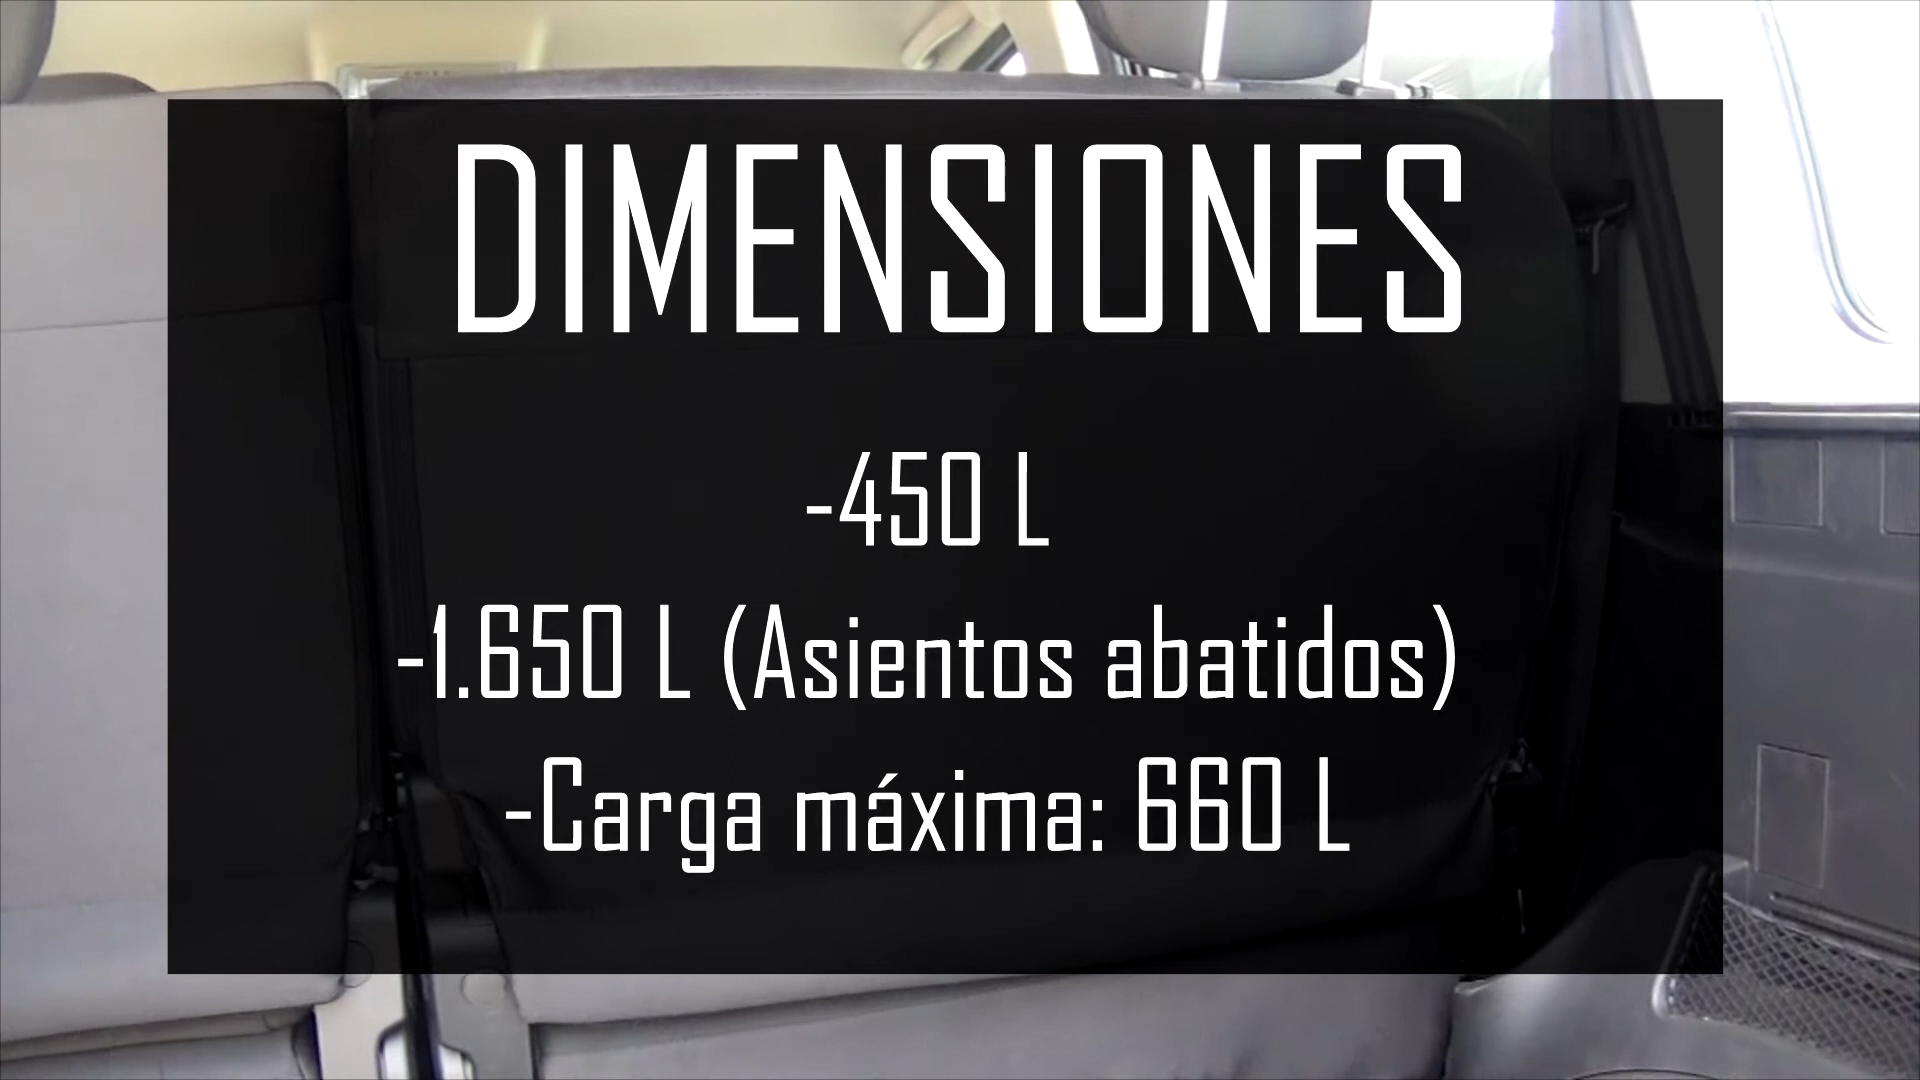 DIMENSIONES
-450 L
-1.650 L (Asientos abatidos)
-Carga máxima: 660 L